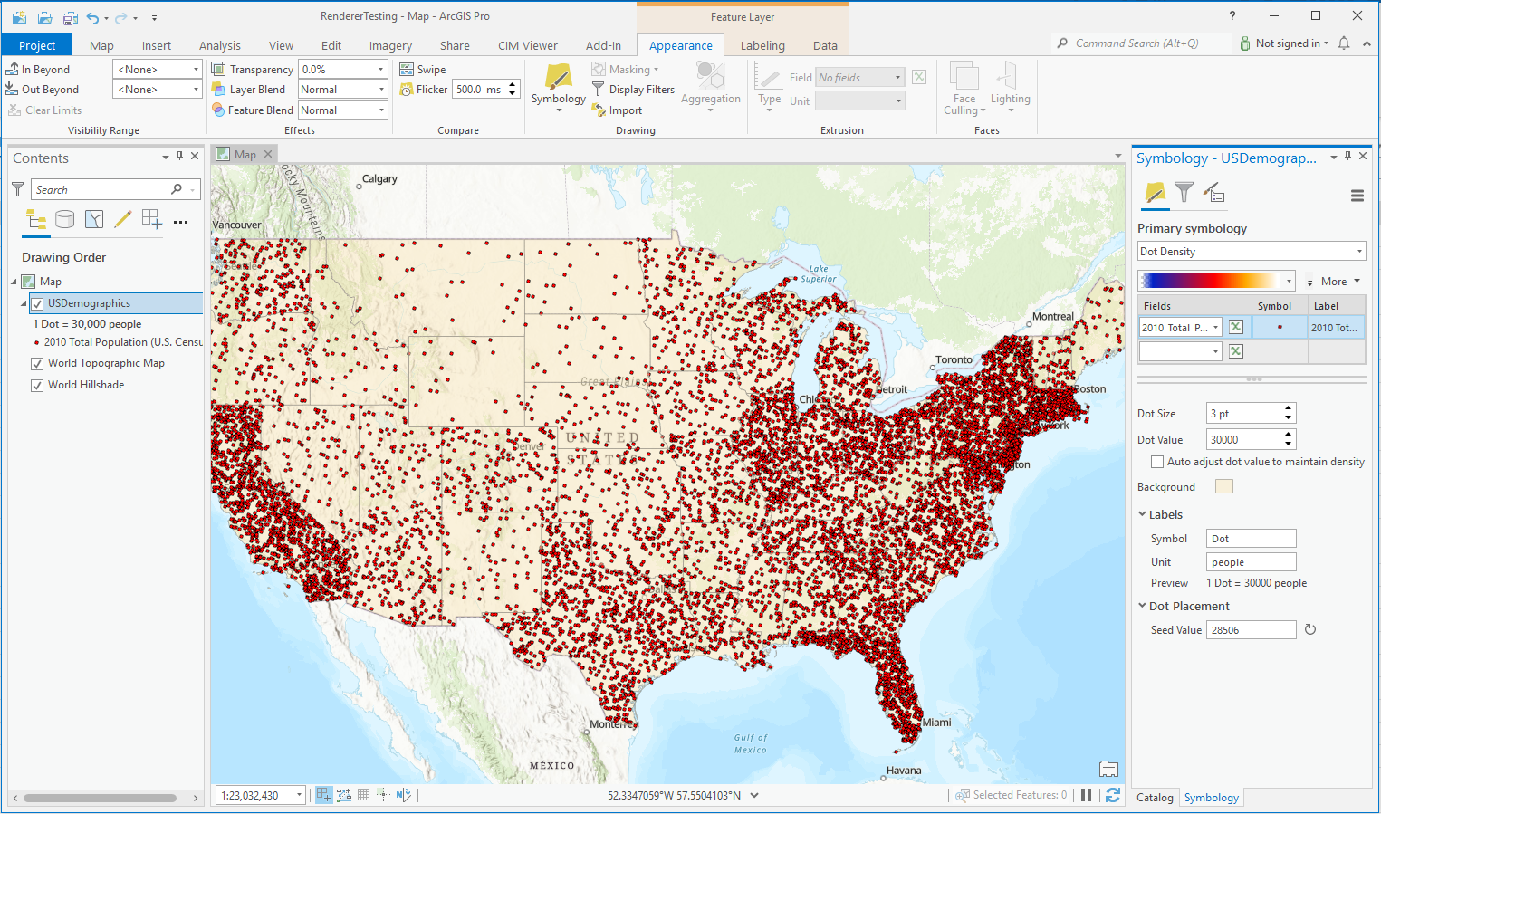 RendererTesting - Map - ArcGIS Pro
Feature Layer
?
Project Map Insert Analysis View Edit Imagery Share CIM Viewer Add-In Appearance Labeling Data
Command Search (Alt+Q)
Not signed in
In Beyond <None>
Out Beyond <None>
Clear Limits
Visibility Range
Transparency 0.0%
Layer Blend Normal
Feature Blend Normal
Effects
Swipe
Flicker 500.0 ms
Compare
Symbology
Masking
Display Filters
Import
Aggregation
Drawing
Type
Field No fields
Unit
Extrusion
Face
Culling
Lighting
Faces
Contents
Search
Drawing Order
Map
USDemographics
1 Dot = 30,000 people
2010 Total Population (U.S. Censu
World Topographic Map
World Hillshade
Map
Calgary
Rocky Mountains
Vancouver
Seattle
Lake
Superior
Montreal
Toronto
Detroit
Boston
Great Plains
UNITED
Denver
Miami
Gulf of
Mexico
MÉXICO
Havana
1:23,032,430
52.3347059°W 57.5504103°N
Selected Features: 0
Symbology - USDemograp...
Primary symbology
Dot Density
More
Fields Symbol Label
2010 Total P... 2010 Tot...
Dot Size 3 pt
Dot Value 30000
Auto adjust dot value to maintain density
Background
Labels
Symbol Dot
Unit people
Preview 1 Dot = 30000 people
Dot Placement
Seed Value 28506
Catalog Symbology